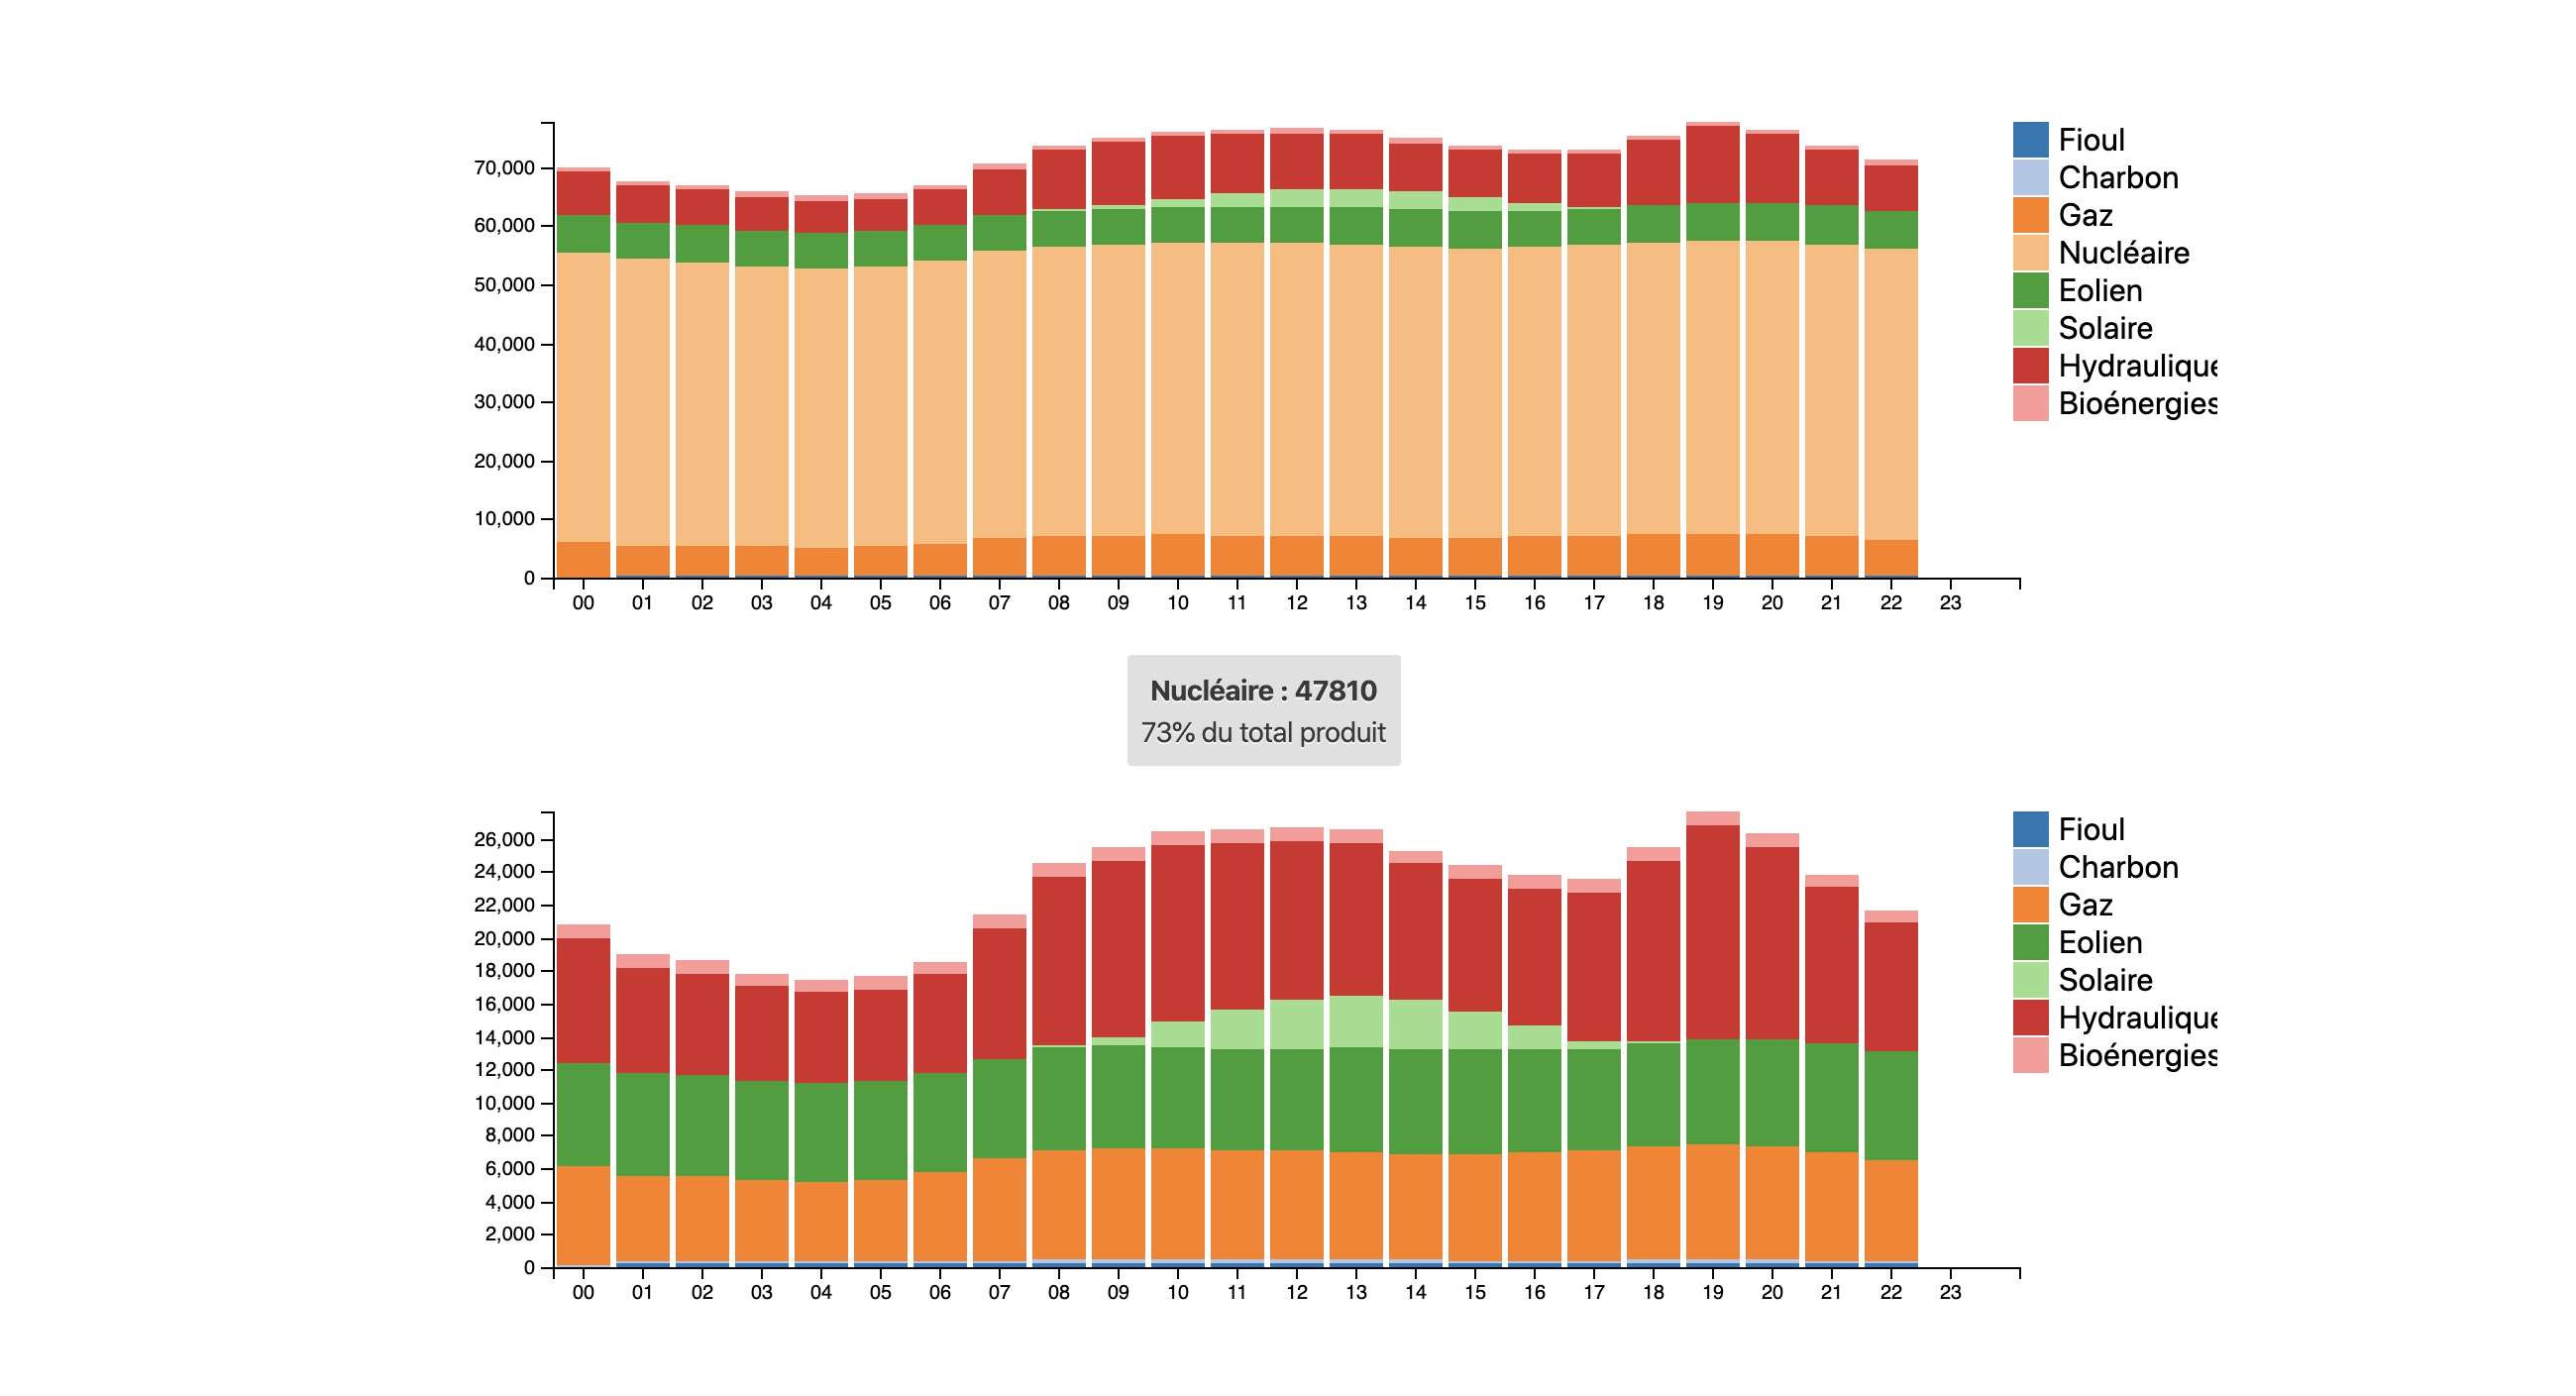 70,000
60,000
50,000
40,000
30,000
20,000
10,000
0
00 01 02 03 04 05 06 07 08 09 10 11 12 13 14 15 16 17 18 19 20 21 22 23
Fioul
Charbon
Gaz
Nucléaire
Eolien
Solaire
Hydraulique
Bioénergies
Nucléaire : 47810
73% du total produit
26,000
24,000
22,000
20,000
18,000
16,000
14,000
12,000
10,000
8,000
6,000
4,000
2,000
0
00 01 02 03 04 05 06 07 08 09 10 11 12 13 14 15 16 17 18 19 20 21 22 23
Fioul
Charbon
Gaz
Eolien
Solaire
Hydraulique
Bioénergies